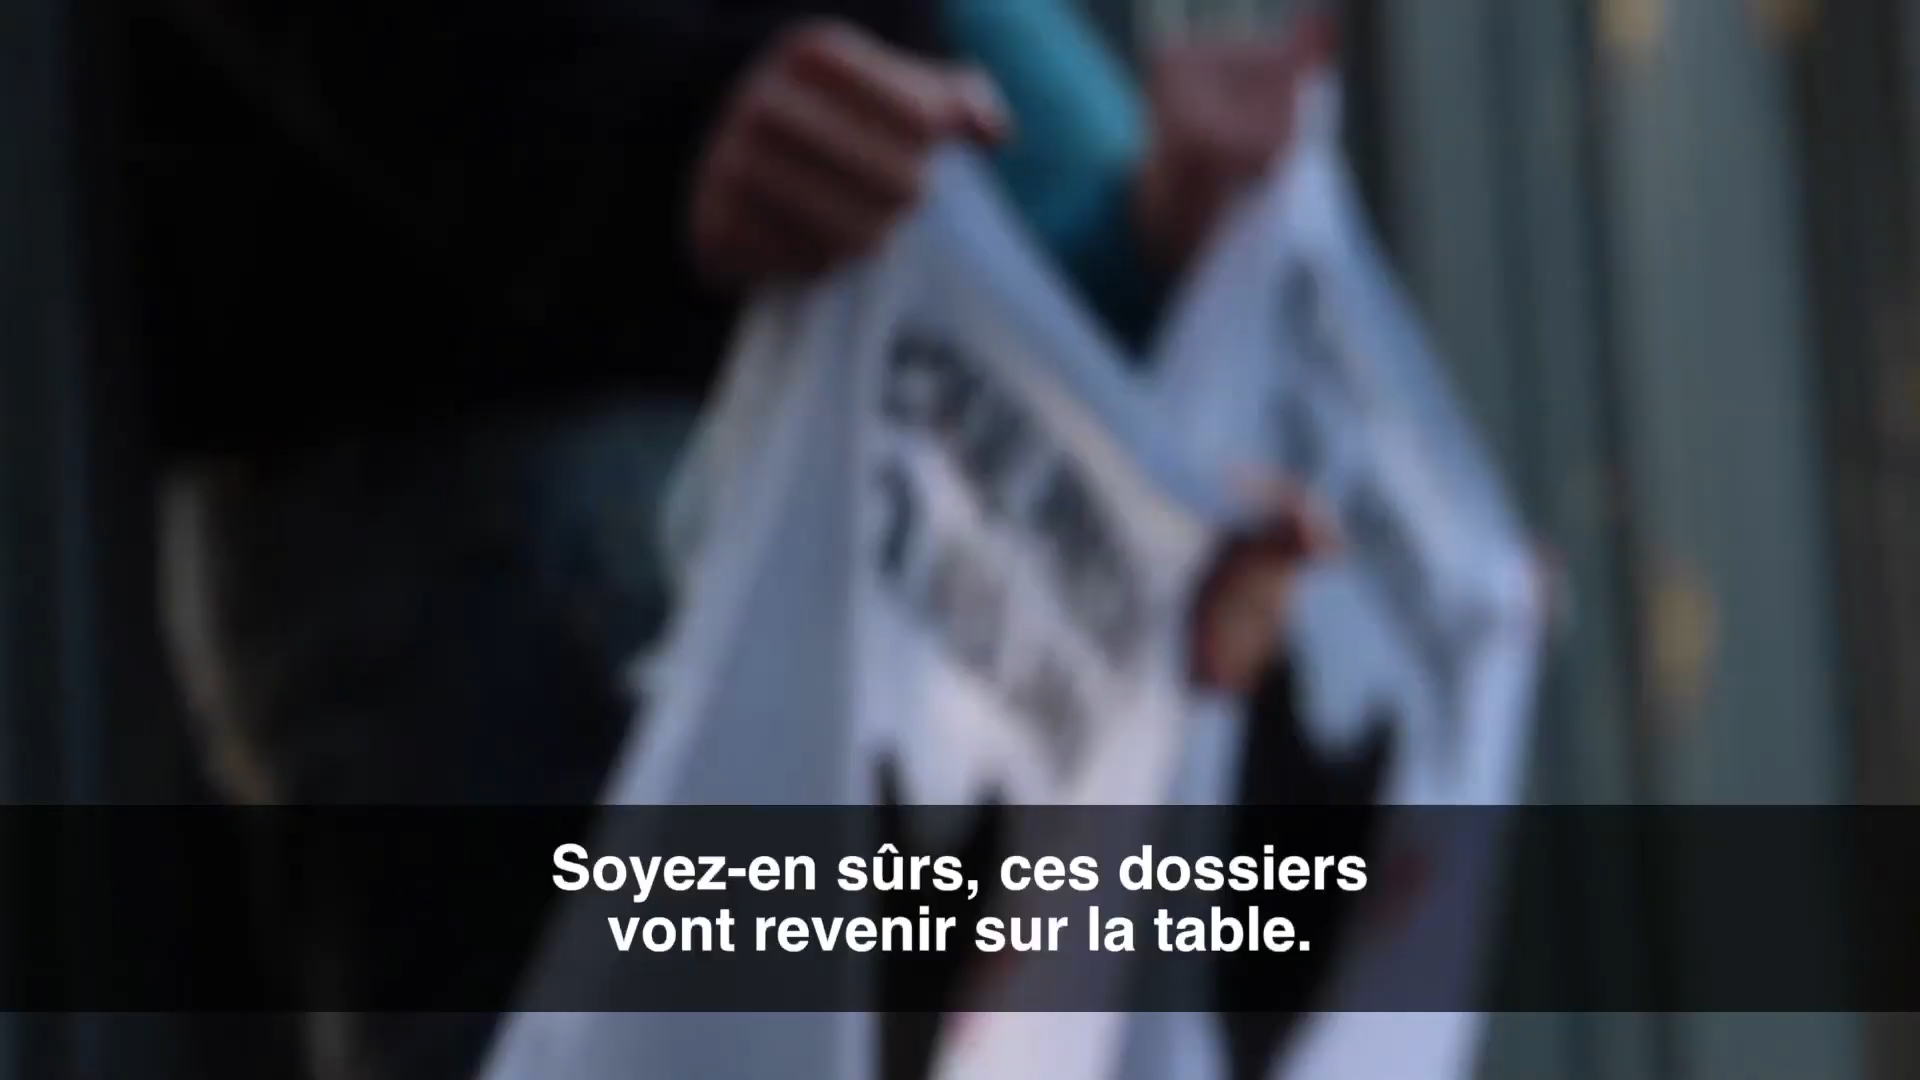 Soyez-en sûrs, ces dossiers
vont revenir sur la table.